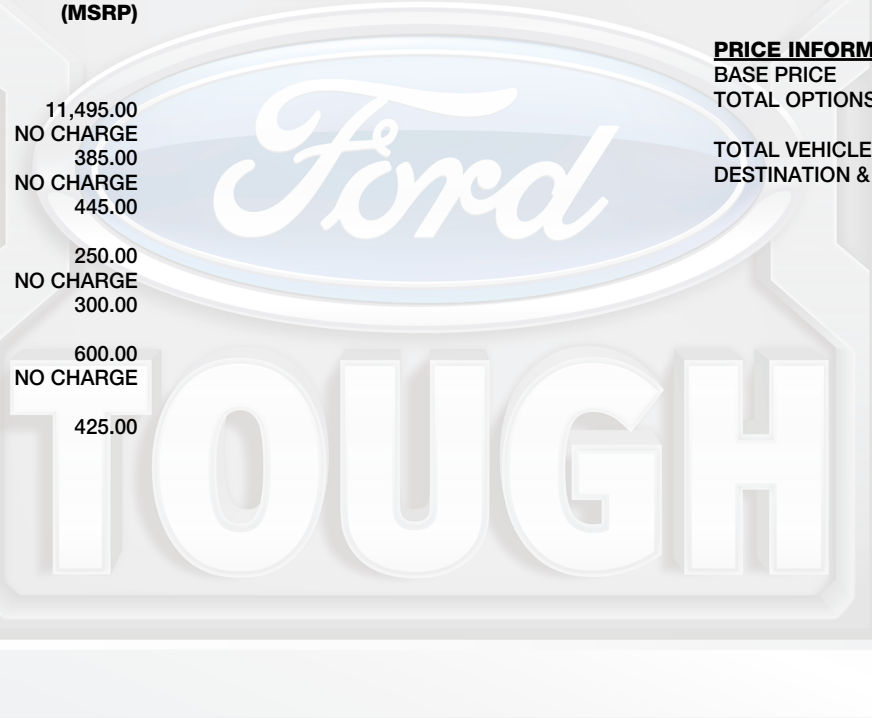 (MSRP)
11,495.00
NO CHARGE
385.00
NO CHARGE
445.00
250.00
NO CHARGE
300.00
600.00
NO CHARGE
425.00
PRICE INFORM
BASE PRICE
TOTAL OPTIONS
TOTAL VEHICLE
DESTINATION &
Ford
TOUGH